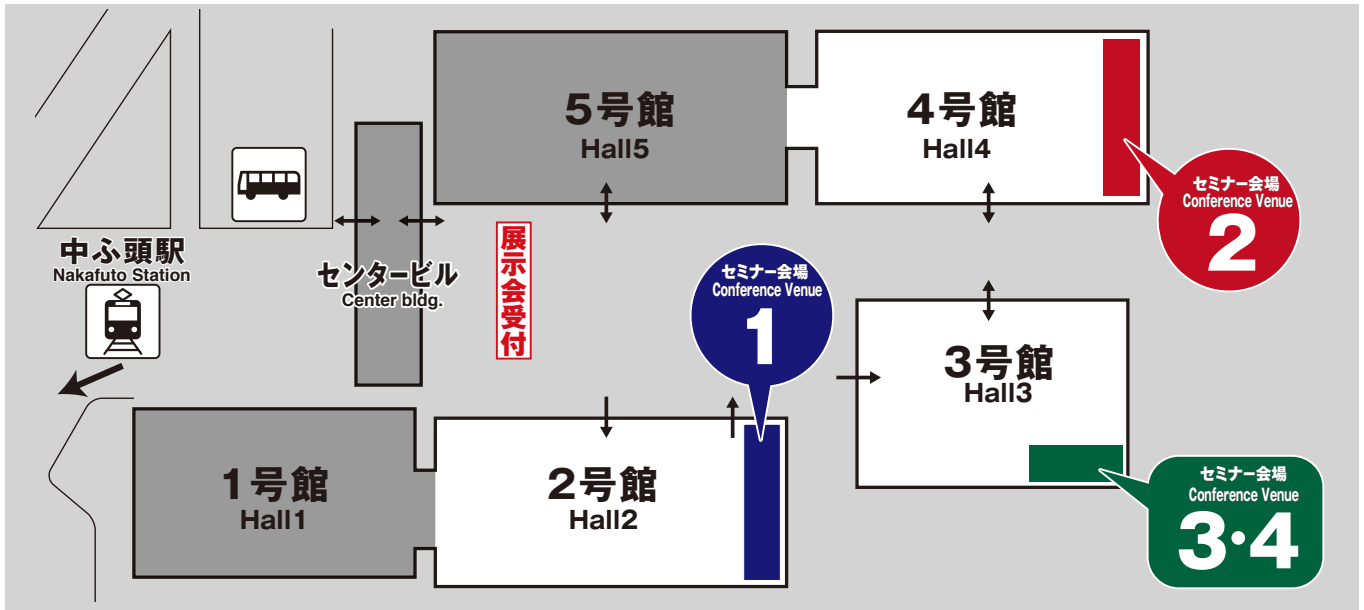 5号館
Hall5
4号館
Hall4
セミナー会場
Conference Venue
2
中ふ頭駅
Nakafuto Station
センタービル
Center bldg.
展示会受付
セミナー会場
Conference Venue
1
3号館
Hall3
1号館
Hall1
2号館
Hall2
セミナー会場
Conference Venue
3・4